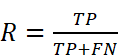 R = TP / (TP + FN)